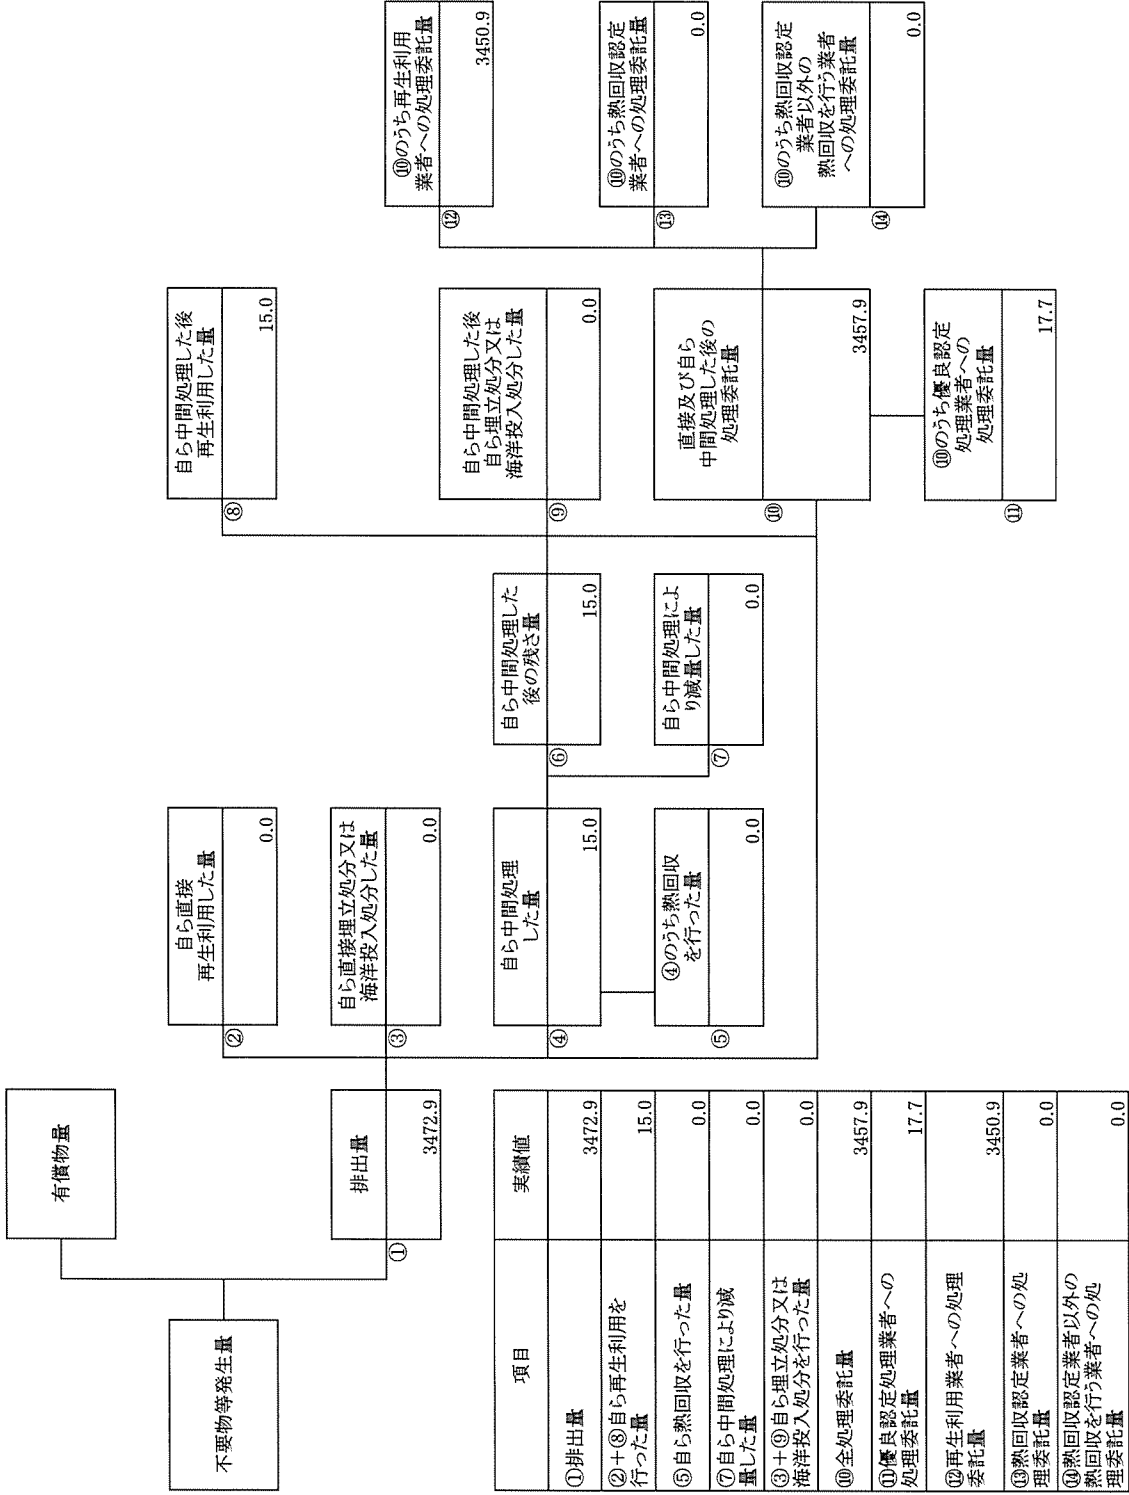 不要物等発生量
有償物量
①
排出量
3472.9
②
自ら直接
再生利用した量
0.0
③
自ら直接埋立処分又は
海洋投入処分した量
0.0
④
自ら中間処理
した量
15.0
⑤
④のうち熱回収
を行った量
0.0
⑥
自ら中間処理した
後の残さ量
15.0
⑦
自ら中間処理によ
り減量した量
0.0
⑧
自ら中間処理した後
再生利用した量
15.0
⑨
自ら中間処理した後
自ら埋立処分又は
海洋投入処分した量
0.0
⑩
直接及び自ら
中間処理した後の
処理委託量
3457.9
⑪
⑩のうち優良認定
処理業者への
処理委託量
17.7
⑫
⑩のうち再生利用
業者への処理委託量
3450.9
⑬
⑩のうち熱回収認定
業者への処理委託量
0.0
⑭
⑩のうち熱回収認定
業者以外の
熱回収を行う業者
への処理委託量
0.0
項目
実績値
①排出量
3472.9
②+⑧自ら再生利用を
行った量
15.0
⑤自ら熱回収を行った量
0.0
⑦自ら中間処理により減
量した量
0.0
③+⑨自ら埋立処分又は
海洋投入処分を行った量
0.0
⑩全処理委託量
3457.9
⑪優良認定処理業者への
処理委託量
17.7
⑫再生利用業者への処理
委託量
3450.9
⑬熱回収認定業者への処
理委託量
0.0
⑭熱回収認定業者以外の
熱回収を行う業者への処
理委託量
0.0